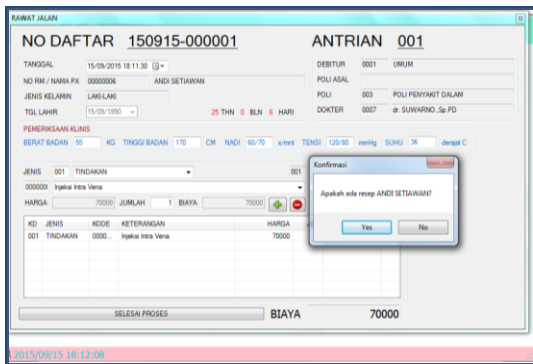 RAWAT JALAN
NO DAFTAR 150915-000001 ANTRIAN 001
TANGGAL 15/09/2015 18:11:30 DEBITUR 0001 UMUM
NO RM / NAMA PX 00000006 ANDI SETIAWAN POLI ASAL
JENIS KELAMIN LAKI-LAKI POLI 003 POLI PENYAKIT DALAM
TGL LAHIR 15/09/1990 25 THN 0 BLN 6 HARI DOKTER 0007 dr. SUWARNO.,Sp.PD
PEMERIKSAAN KLINIS
BERAT BADAN 55 KG TINGGI BADAN 170 CM NADI 60/70 x/mnt TENSI 120/80 mmHg SUHU 36 derajat C
JENIS 001 TINDAKAN 001
000000 Injeksi Intra Vena
HARGA 70000 JUMLAH 1 BIAYA 70000
KD JENIS KODE KETERANGAN HARGA
001 TINDAKAN 0000... Injeksi Intra Vena 70000
Konfirmasi
Apakah ada resep ANDI SETIAWAN?
Yes No
SELESAI PROSES BIAYA 70000
2015/09/15 18:12:08